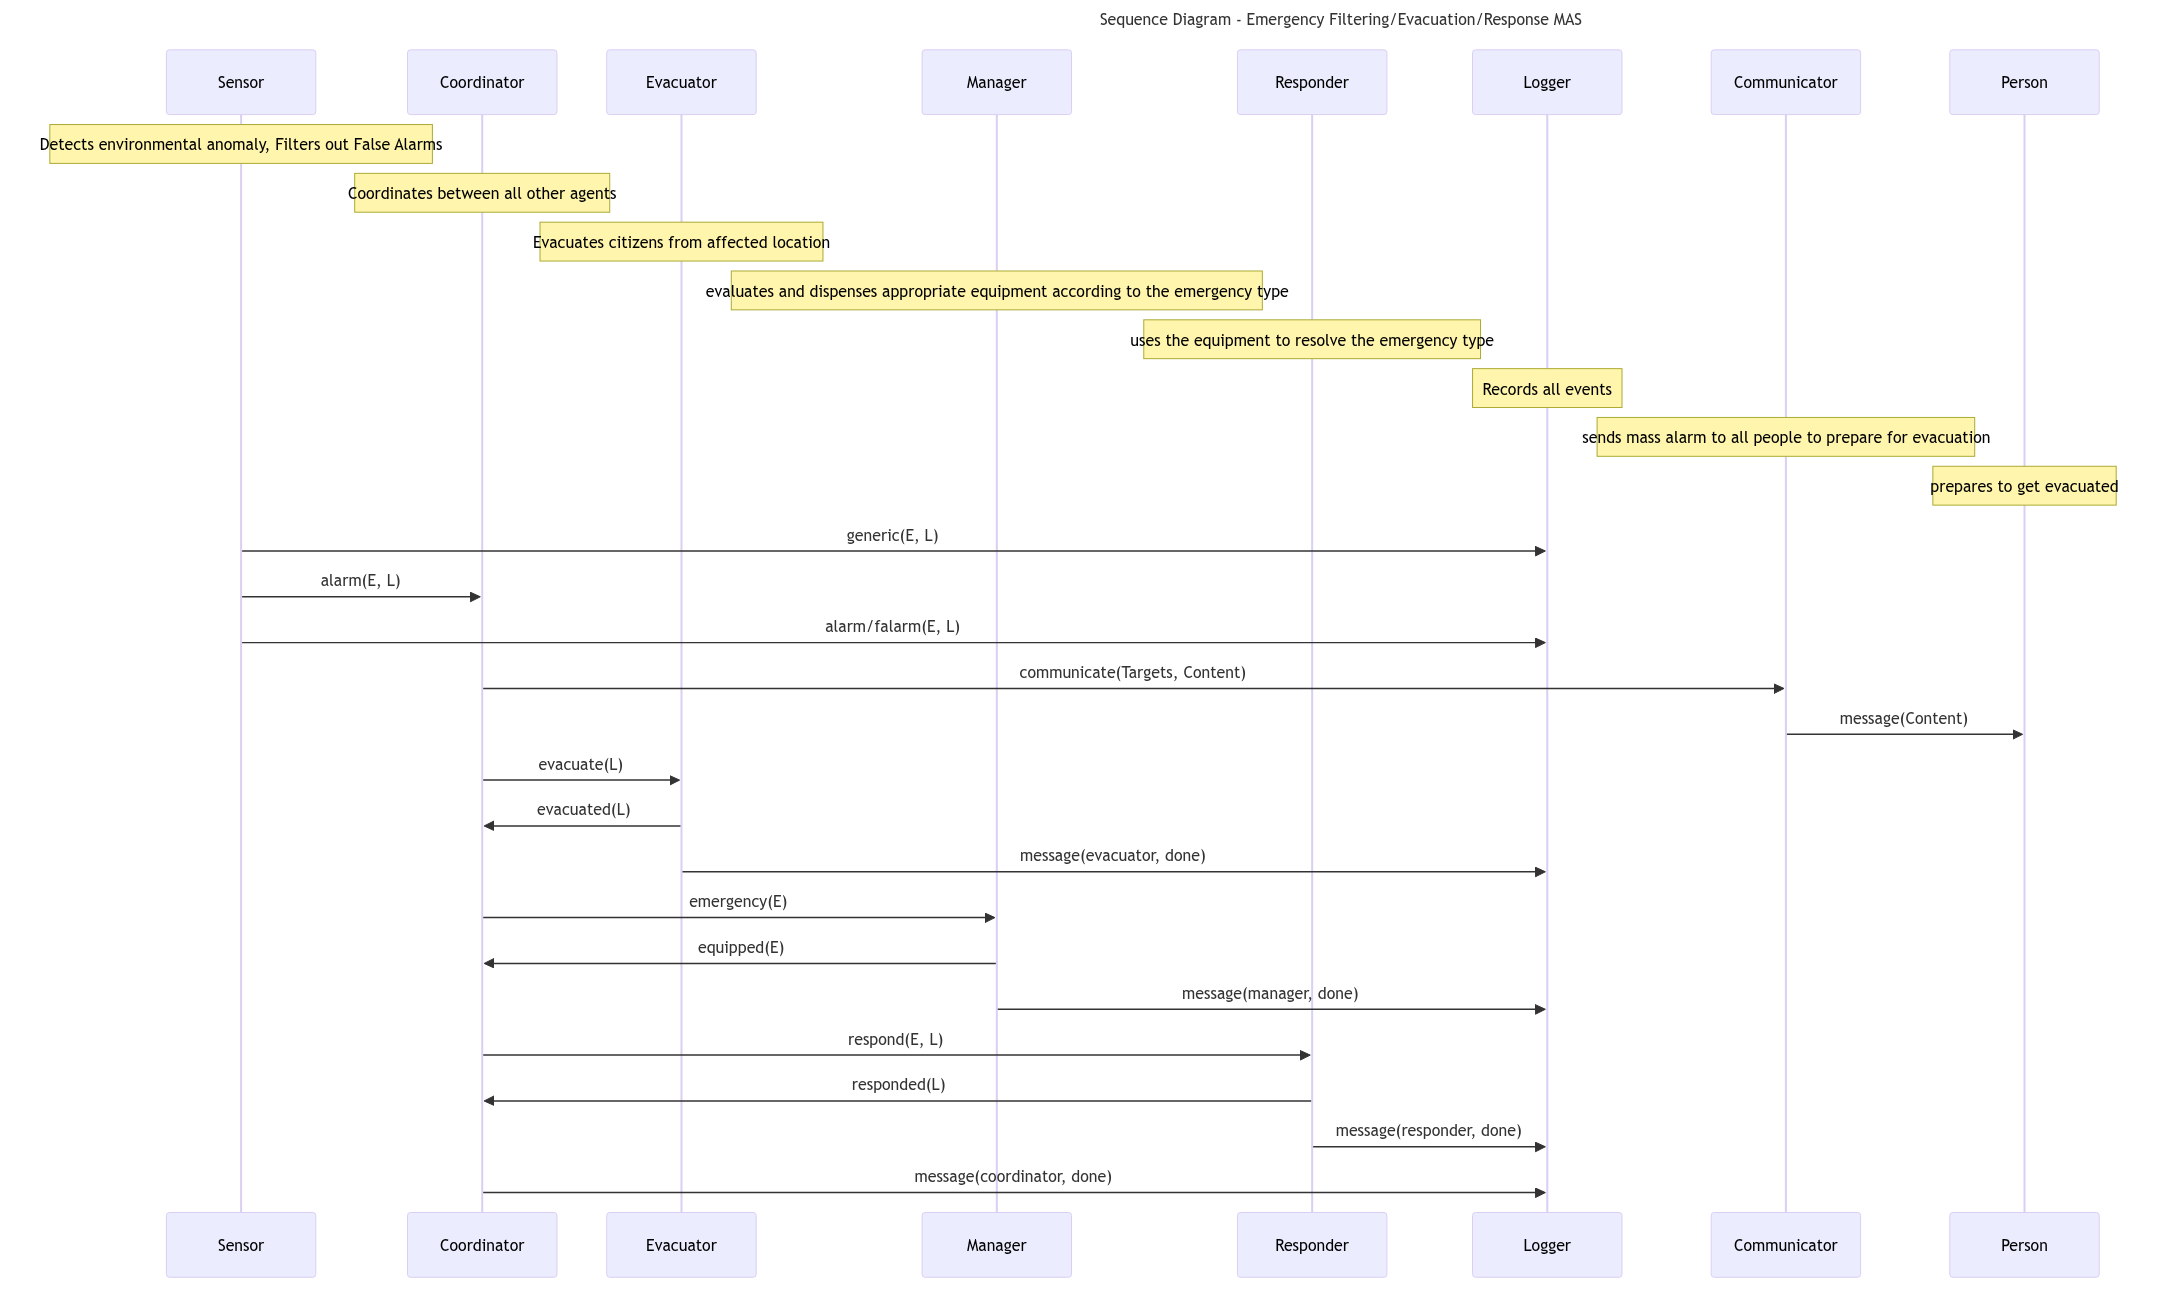 Sequence Diagram - Emergency Filtering/Evacuation/Response MAS
Sensor
Coordinator
Evacuator
Manager
Responder
Logger
Communicator
Person
Detects environmental anomaly, Filters out False Alarms
Coordinates between all other agents
Evacuates citizens from affected location
evaluates and dispenses appropriate equipment according to the emergency type
uses the equipment to resolve the emergency type
Records all events
sends mass alarm to all people to prepare for evacuation
prepares to get evacuated
generic(E, L)
alarm(E, L)
alarm/falarm(E, L)
communicate(Targets, Content)
message(Content)
evacuate(L)
evacuated(L)
message(evacuator, done)
emergency(E)
equipped(E)
message(manager, done)
respond(E, L)
responded(L)
message(responder, done)
message(coordinator, done)
Sensor
Coordinator
Evacuator
Manager
Responder
Logger
Communicator
Person